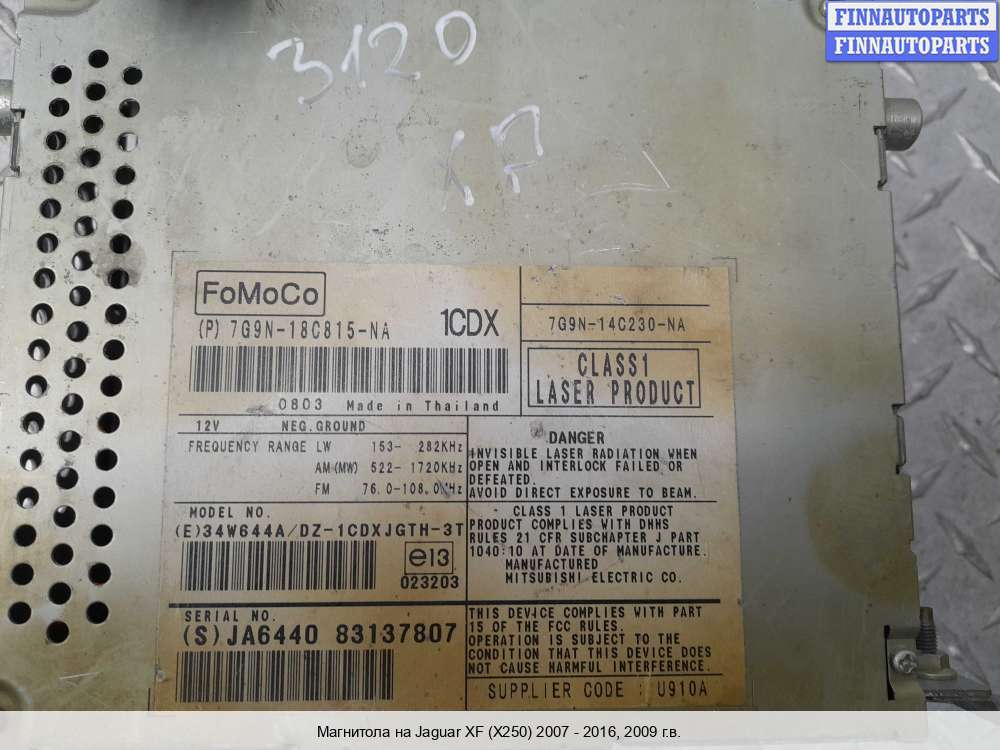 FINNAUTOPARTS
FINNAUTOPARTS
3120
FoMoCo
(P) 7G9N-18C815-NA
1CDX
7G9N-14C230-NA
CLASS1
LASER PRODUCT
0803 Made in Thailand
12V NEG.GROUND
FREQUENCY RANGE LW 153- 282KHz
AM(MW) 522- 1720KHz
FM 76.0-108.0MHz
DANGER
INVISIBLE LASER RADIATION WHEN
OPEN AND INTERLOCK FAILED OR
DEFEATED.
AVOID DIRECT EXPOSURE TO BEAM.
MODEL NO.
(E)34W644A/DZ-1CDXJGTH-3T
e13
023203
- CLASS 1 LASER PRODUCT
PRODUCT COMPLIES WITH DHHS
RULES 21 CFR SUBCHAPTER J PART
1040:10 AT DATE OF MANUFACTURE.
MANUFACTURED
MITSUBISHI ELECTRIC CO.
SERIAL NO.
(S)JA6440 83137807
THIS DEVICE COMPLIES WITH PART
15 OF THE FCC RULES.
OPERATION IS SUBJECT TO THE
CONDITION THAT THIS DEVICE DOES
NOT CAUSE HARMFUL INTERFERENCE.
SUPPLIER CODE : U910A
Магнитола на Jaguar XF (X250) 2007 - 2016, 2009 г.в.